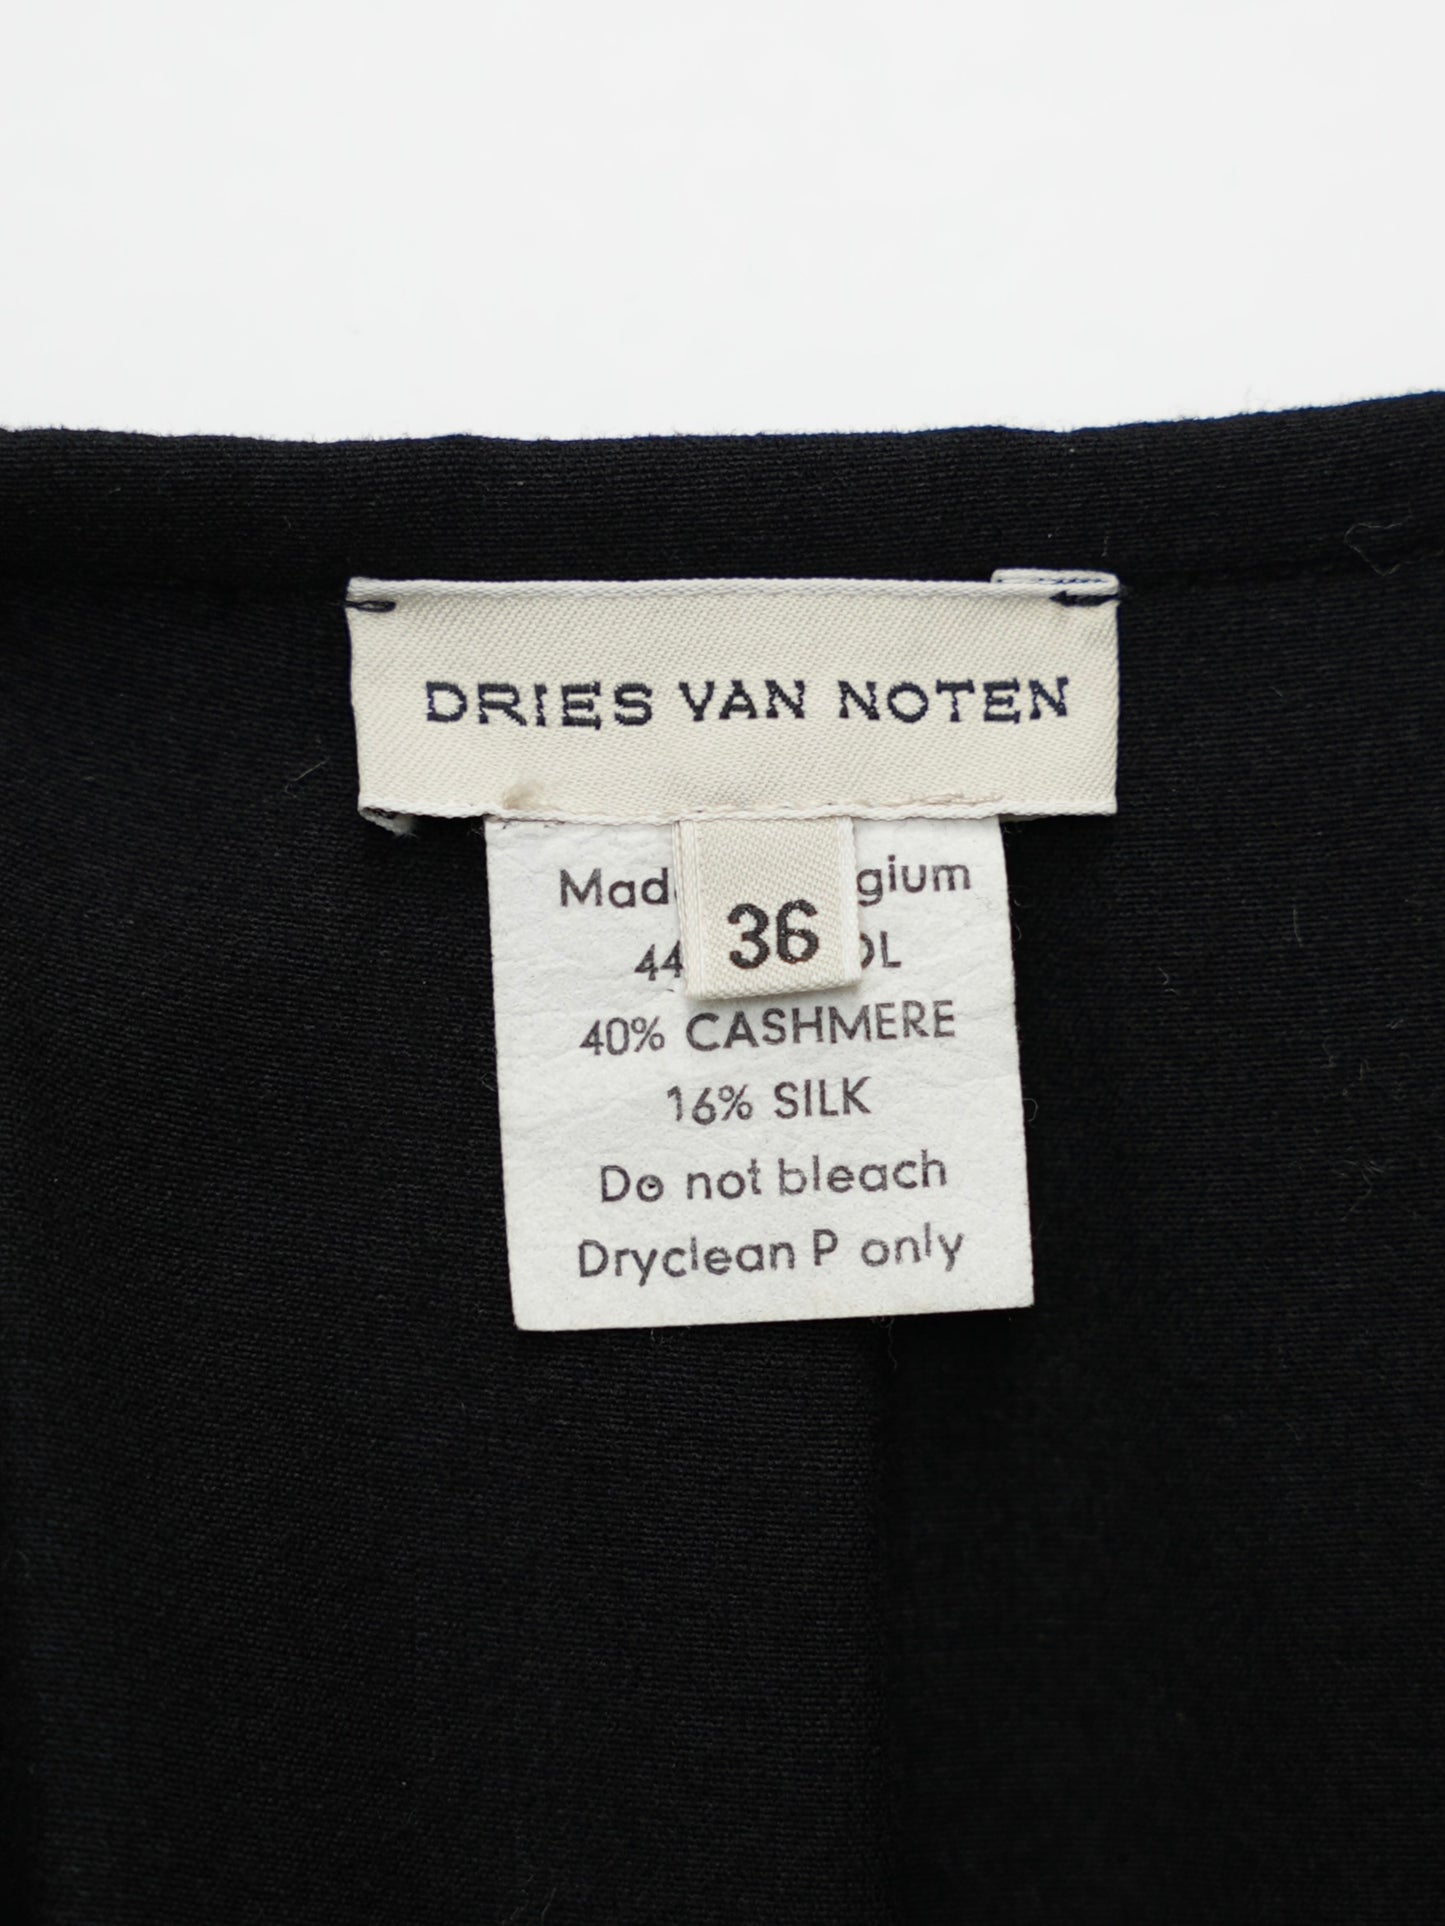 DRIES VAN NOTEN
36
40% CASHMERE
16% SILK
Do not bleach
Dryclean P only